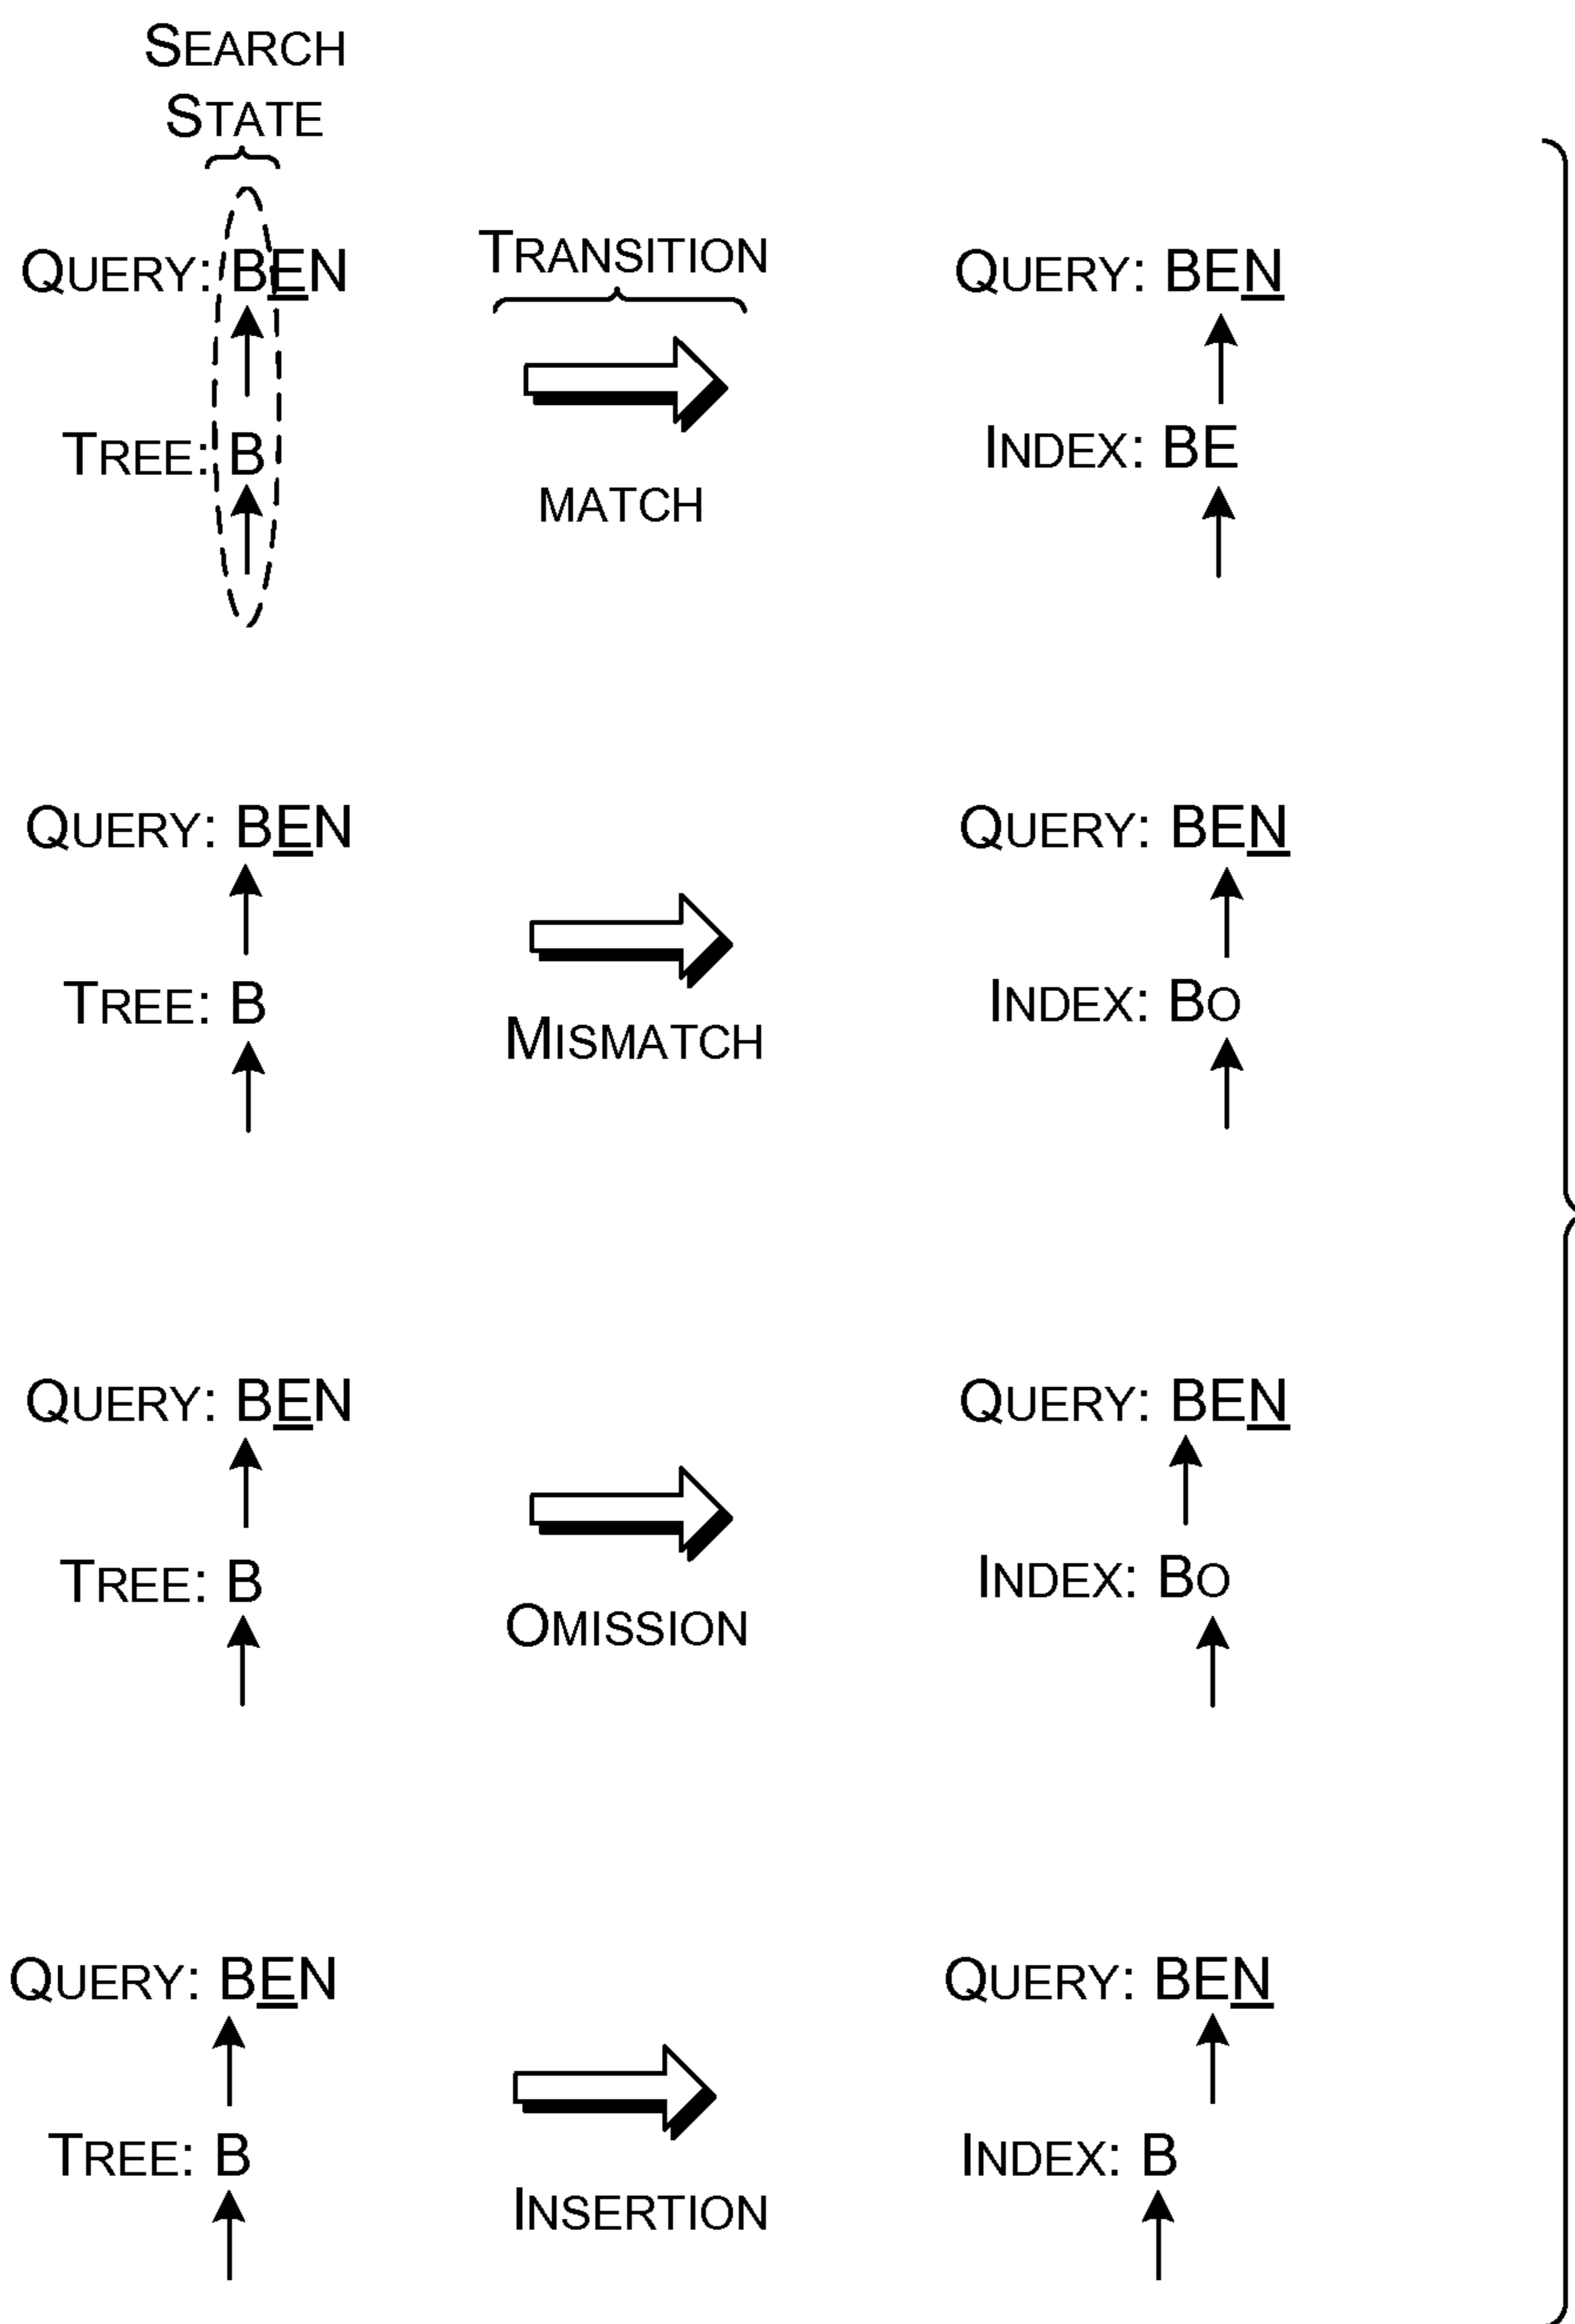 SEARCH
STATE
QUERY: BEN
TRANSITION
QUERY: BEN
TREE: B
MATCH
INDEX: BE
QUERY: BEN
QUERY: BEN
TREE: B
MISMATCH
INDEX: BO
QUERY: BEN
QUERY: BEN
TREE: B
OMISSION
INDEX: BO
QUERY: BEN
QUERY: BEN
TREE: B
INSERTION
INDEX: B